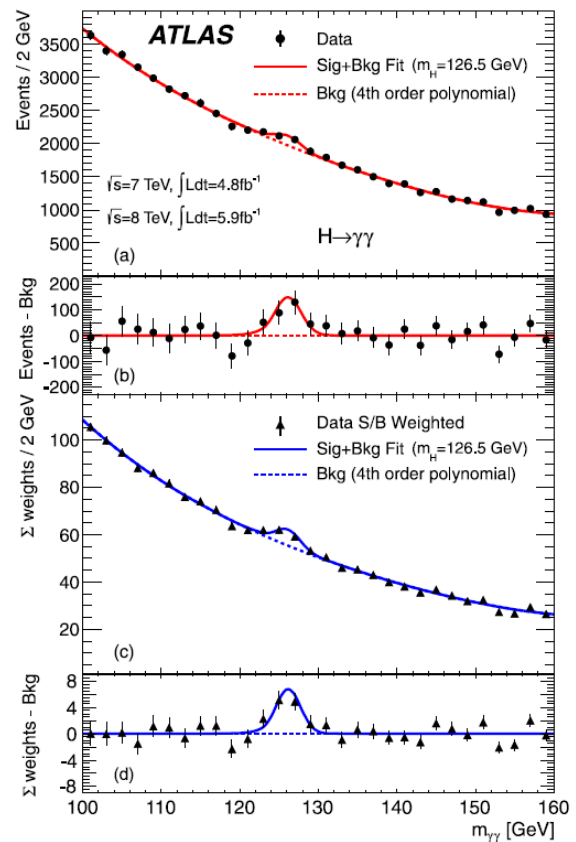 ATLAS
Data
Sig+Bkg Fit (m_H=126.5 GeV)
Bkg (4th order polynomial)
√s=7 TeV, ∫Ldt=4.8fb⁻¹
√s=8 TeV, ∫Ldt=5.9fb⁻¹
H→γγ
(a)
Events / 2 GeV
3500
3000
2500
2000
1500
1000
500
Events - Bkg
200
100
0
-100
-200
(b)
Data S/B Weighted
Sig+Bkg Fit (m_H=126.5 GeV)
Bkg (4th order polynomial)
Σ weights / 2 GeV
100
80
60
40
20
(c)
Σ weights - Bkg
8
4
0
-4
-8
(d)
100 110 120 130 140 150 160
m_γγ [GeV]